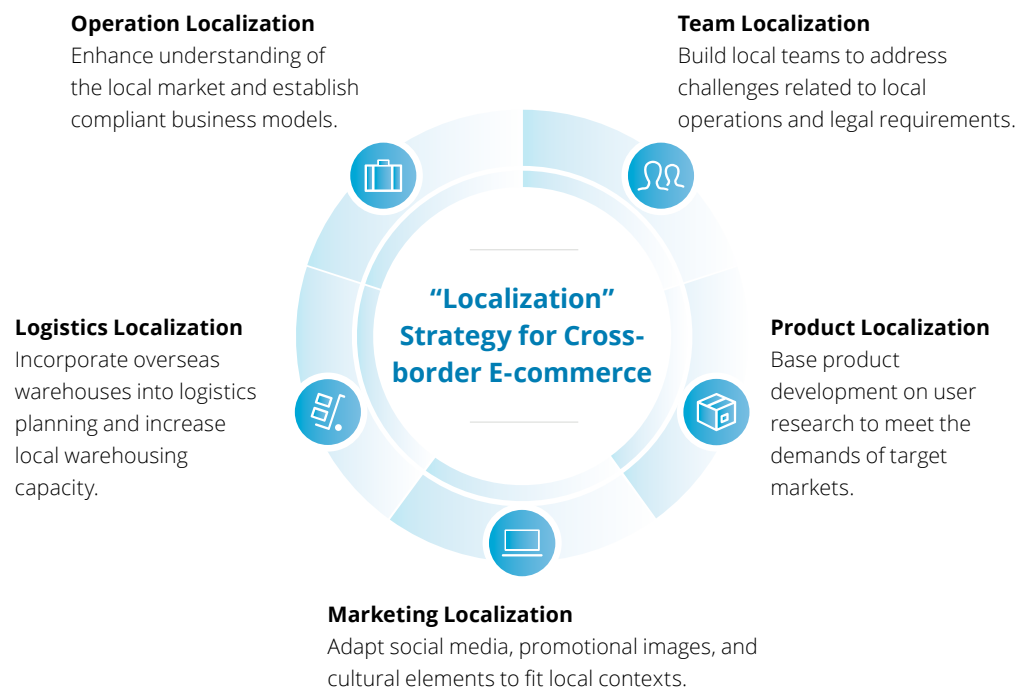 Operation Localization
Enhance understanding of
the local market and establish
compliant business models.
Team Localization
Build local teams to address
challenges related to local
operations and legal requirements.
“Localization”
Strategy for Cross-
border E-commerce
Logistics Localization
Incorporate overseas
warehouses into logistics
planning and increase
local warehousing
capacity.
Product Localization
Base product
development on user
research to meet the
demands of target
markets.
Marketing Localization
Adapt social media, promotional images, and
cultural elements to fit local contexts.